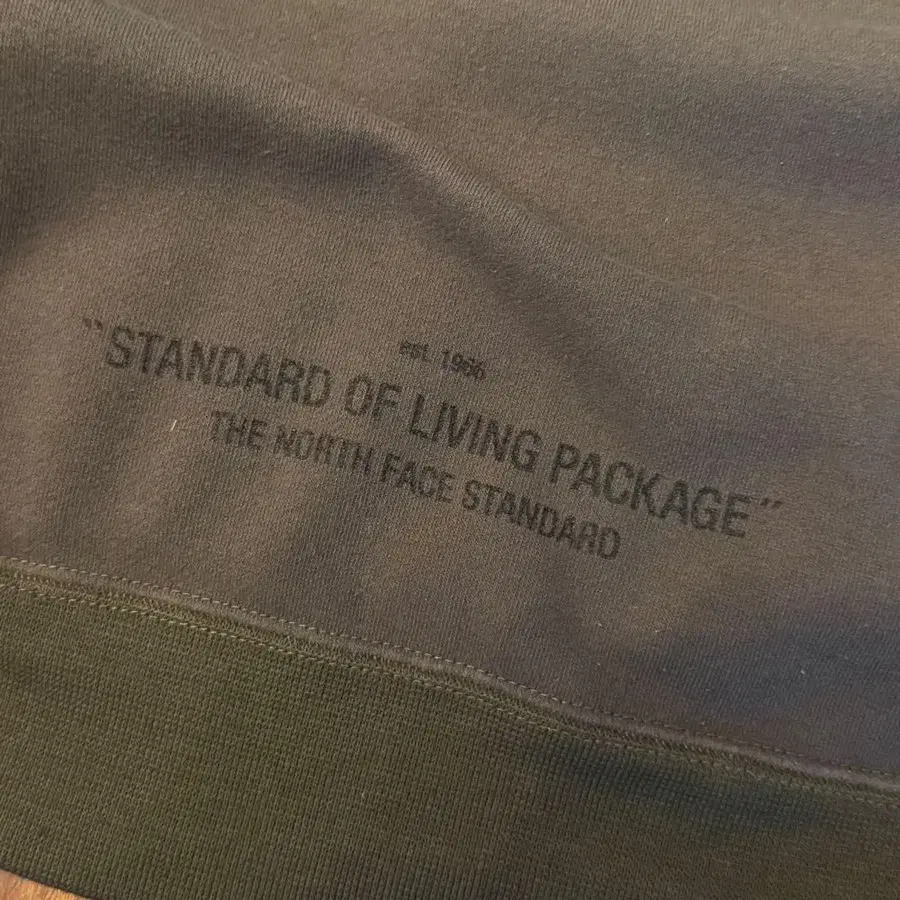 est. 1966
"STANDARD OF LIVING PACKAGE"
THE NORTH FACE STANDARD